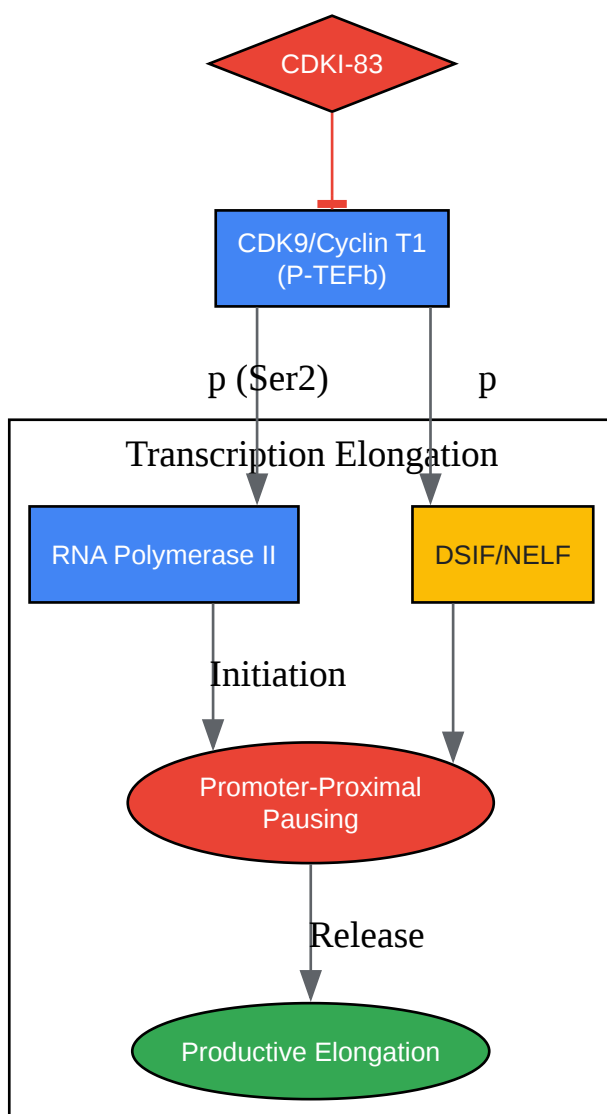 CDKI-83
CDK9/Cyclin T1
(P-TEFb)
p (Ser2)
p
Transcription Elongation
RNA Polymerase II
DSIF/NELF
Initiation
Promoter-Proximal
Pausing
Release
Productive Elongation